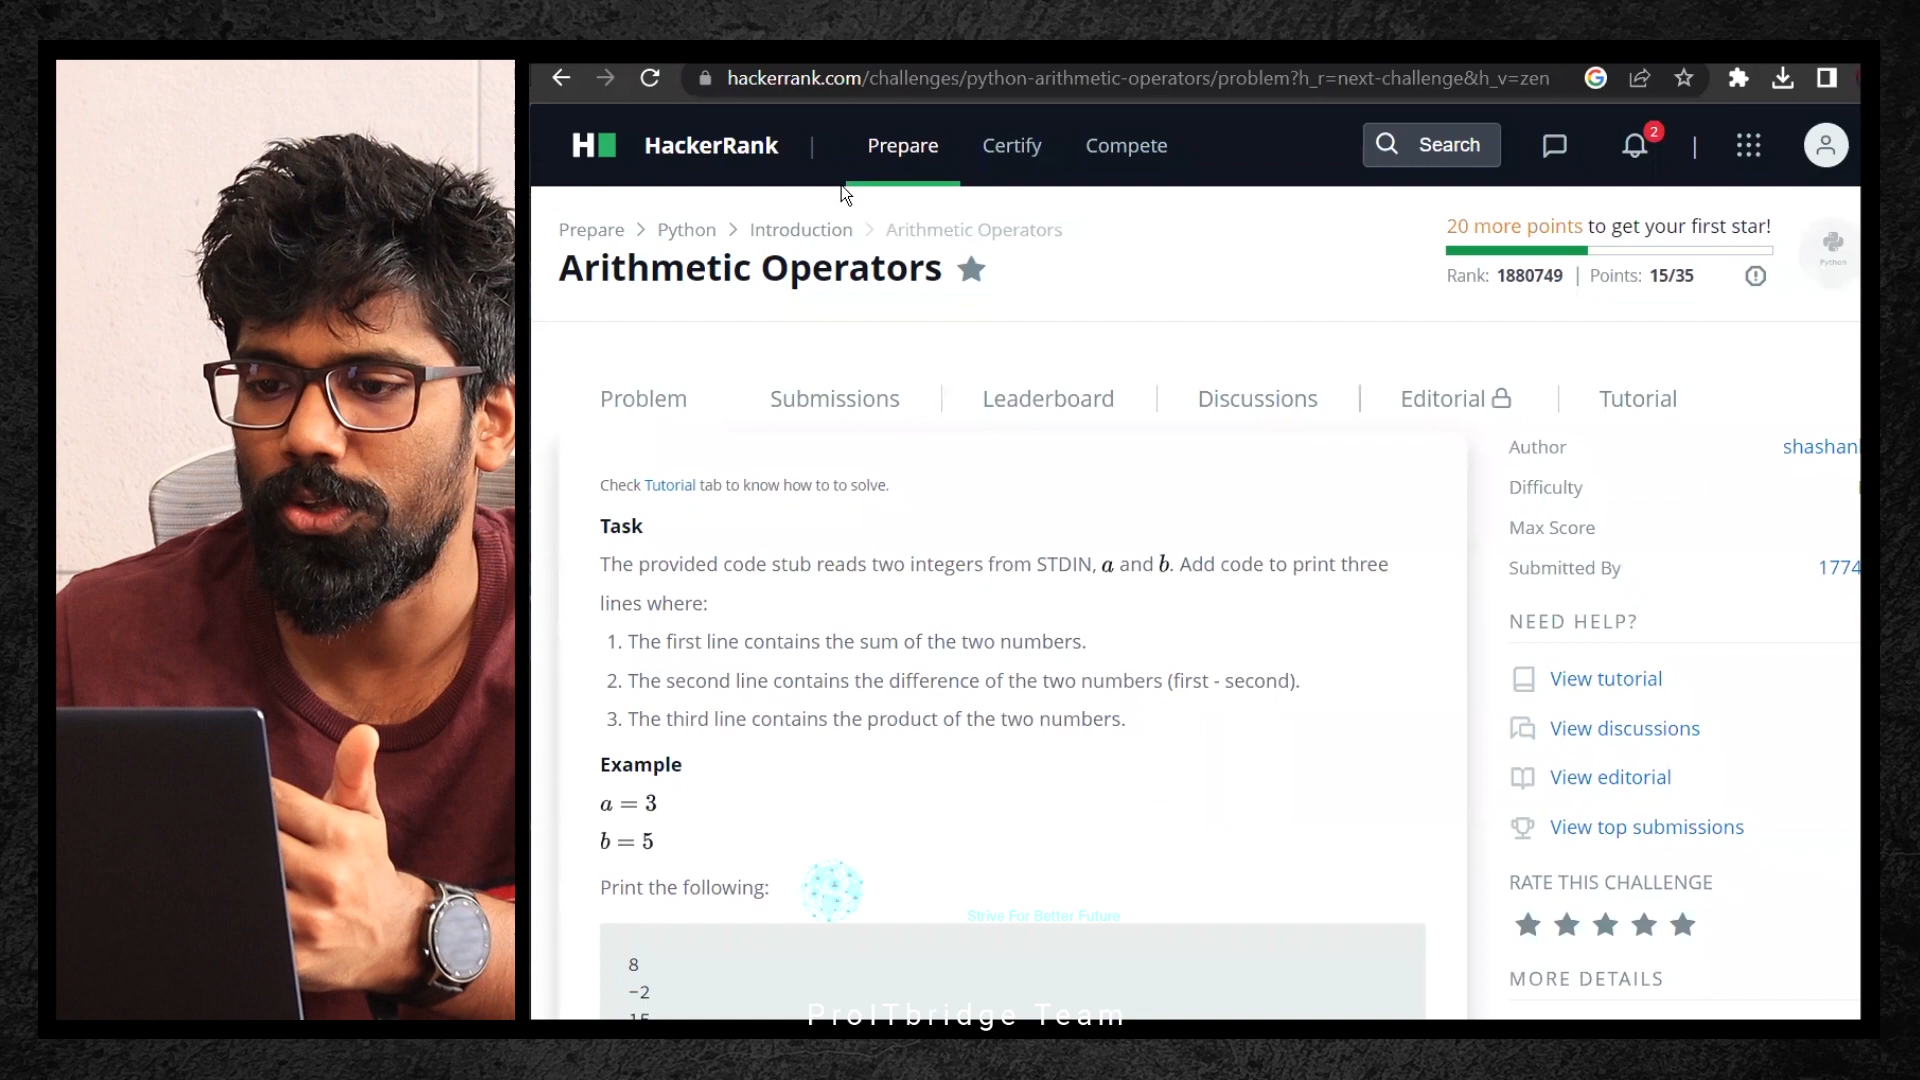 hackerrank.com/challenges/python-arithmetic-operators/problem?h_r=next-challenge&h_v=zen
H
HackerRank | Prepare Certify Compete Search 2 |
Prepare > Python > Introduction > Arithmetic Operators
20 more points to get your first star!
Arithmetic Operators
Rank: 1880749 | Points: 15/35
Python
Problem Submissions Leaderboard Discussions Editorial Tutorial
Check Tutorial tab to know how to to solve.
Task
The provided code stub reads two integers from STDIN, a and b. Add code to print three
lines where:
1. The first line contains the sum of the two numbers.
2. The second line contains the difference of the two numbers (first - second).
3. The third line contains the product of the two numbers.
Example
a = 3
b = 5
Print the following:
Strive For Better Future
8
-2
15
ProITbridge Team
Author shashan
Difficulty
Max Score
Submitted By 1774
NEED HELP?
View tutorial
View discussions
View editorial
View top submissions
RATE THIS CHALLENGE
MORE DETAILS